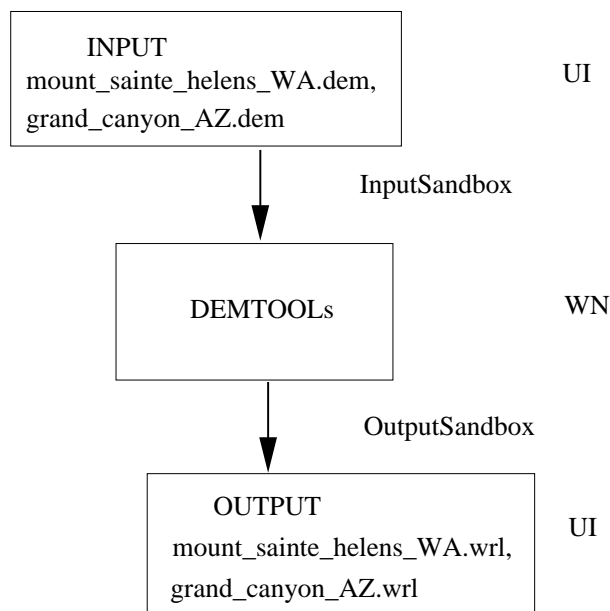 INPUT
mount_sainte_helens_WA.dem,
grand_canyon_AZ.dem
UI
InputSandbox
DEMTOOLs
WN
OutputSandbox
OUTPUT
mount_sainte_helens_WA.wrl,
grand_canyon_AZ.wrl
UI